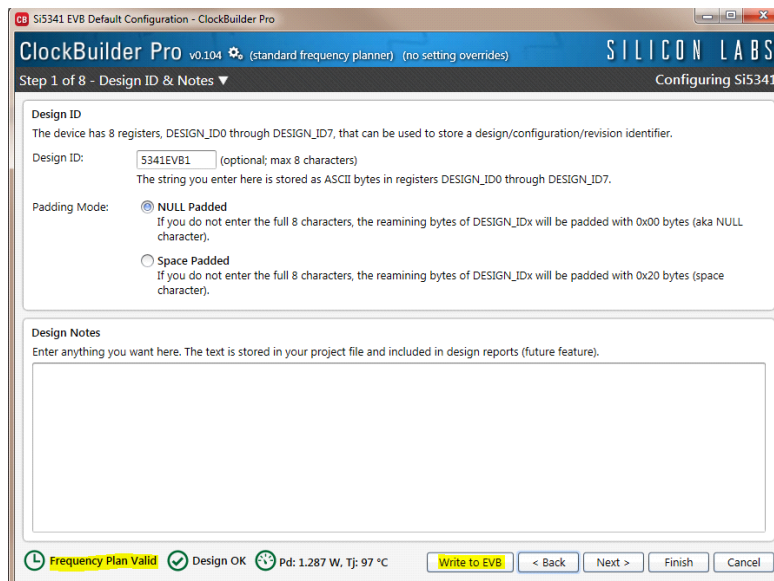 CB Si5341 EVB Default Configuration - ClockBuilder Pro
ClockBuilder Pro v0.104 (standard frequency planner) (no setting overrides) SILICON LABS
Step 1 of 8 - Design ID & Notes ▼ Configuring Si5341
Design ID
The device has 8 registers, DESIGN_ID0 through DESIGN_ID7, that can be used to store a design/configuration/revision identifier.
Design ID: 5341EVB1 (optional; max 8 characters)
The string you enter here is stored as ASCII bytes in registers DESIGN_ID0 through DESIGN_ID7.
Padding Mode: NULL Padded
If you do not enter the full 8 characters, the reamining bytes of DESIGN_IDx will be padded with 0x00 bytes (aka NULL
character).
Space Padded
If you do not enter the full 8 characters, the reamining bytes of DESIGN_IDx will be padded with 0x20 bytes (space
character).
Design Notes
Enter anything you want here. The text is stored in your project file and included in design reports (future feature).
Frequency Plan Valid Design OK Pd: 1.287 W, Tj: 97 °C Write to EVB < Back Next > Finish Cancel